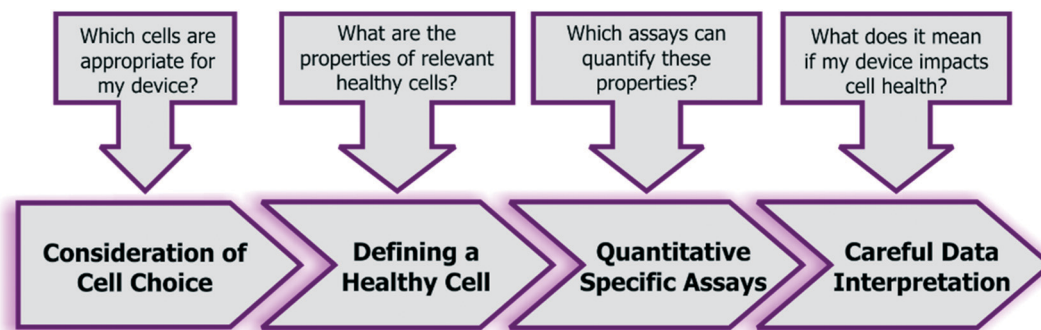 Which cells are
appropriate for
my device?
What are the
properties of relevant
healthy cells?
Which assays can
quantify these
properties?
What does it mean
if my device impacts
cell health?
Consideration of
Cell Choice
Defining a
Healthy Cell
Quantitative
Specific Assays
Careful Data
Interpretation